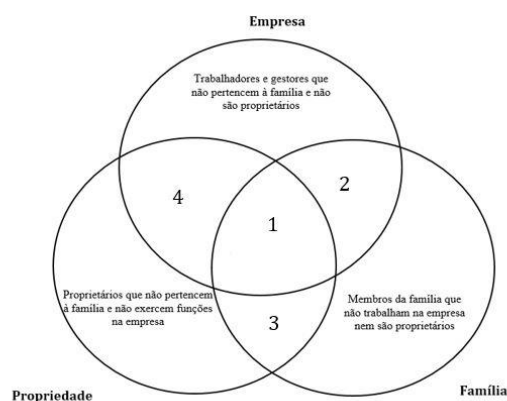 Empresa
Trabalhadores e gestores que
não pertencem à família e não
são proprietários
4
2
1
Proprietários que não pertencem
à família e não exercem funções
na empresa
Membros da família que
não trabalham na empresa
nem são proprietários
3
Propriedade
Família